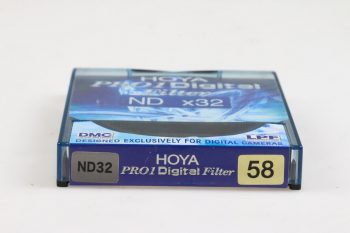 HOYA
PRO1 Digital
Filter
ND x32
DMC LPF
DESIGNED EXCLUSIVELY FOR DIGITAL CAMERAS
ND32 HOYA 58
PRO1 Digital Filter